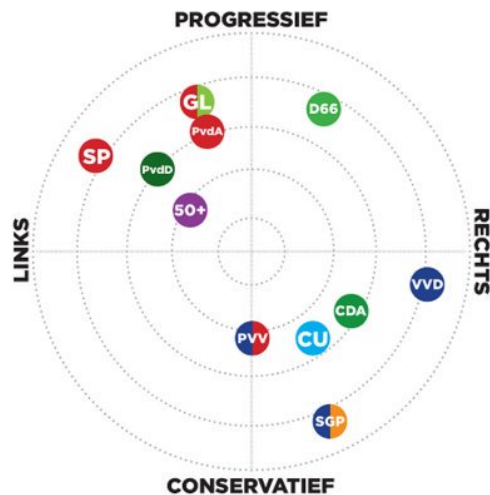 PROGRESSIEF
GL
D66
PvdA
SP
PvdD
50+
LINKS
RECHTS
VVD
CDA
PVV
CU
SGP
CONSERVATIEF